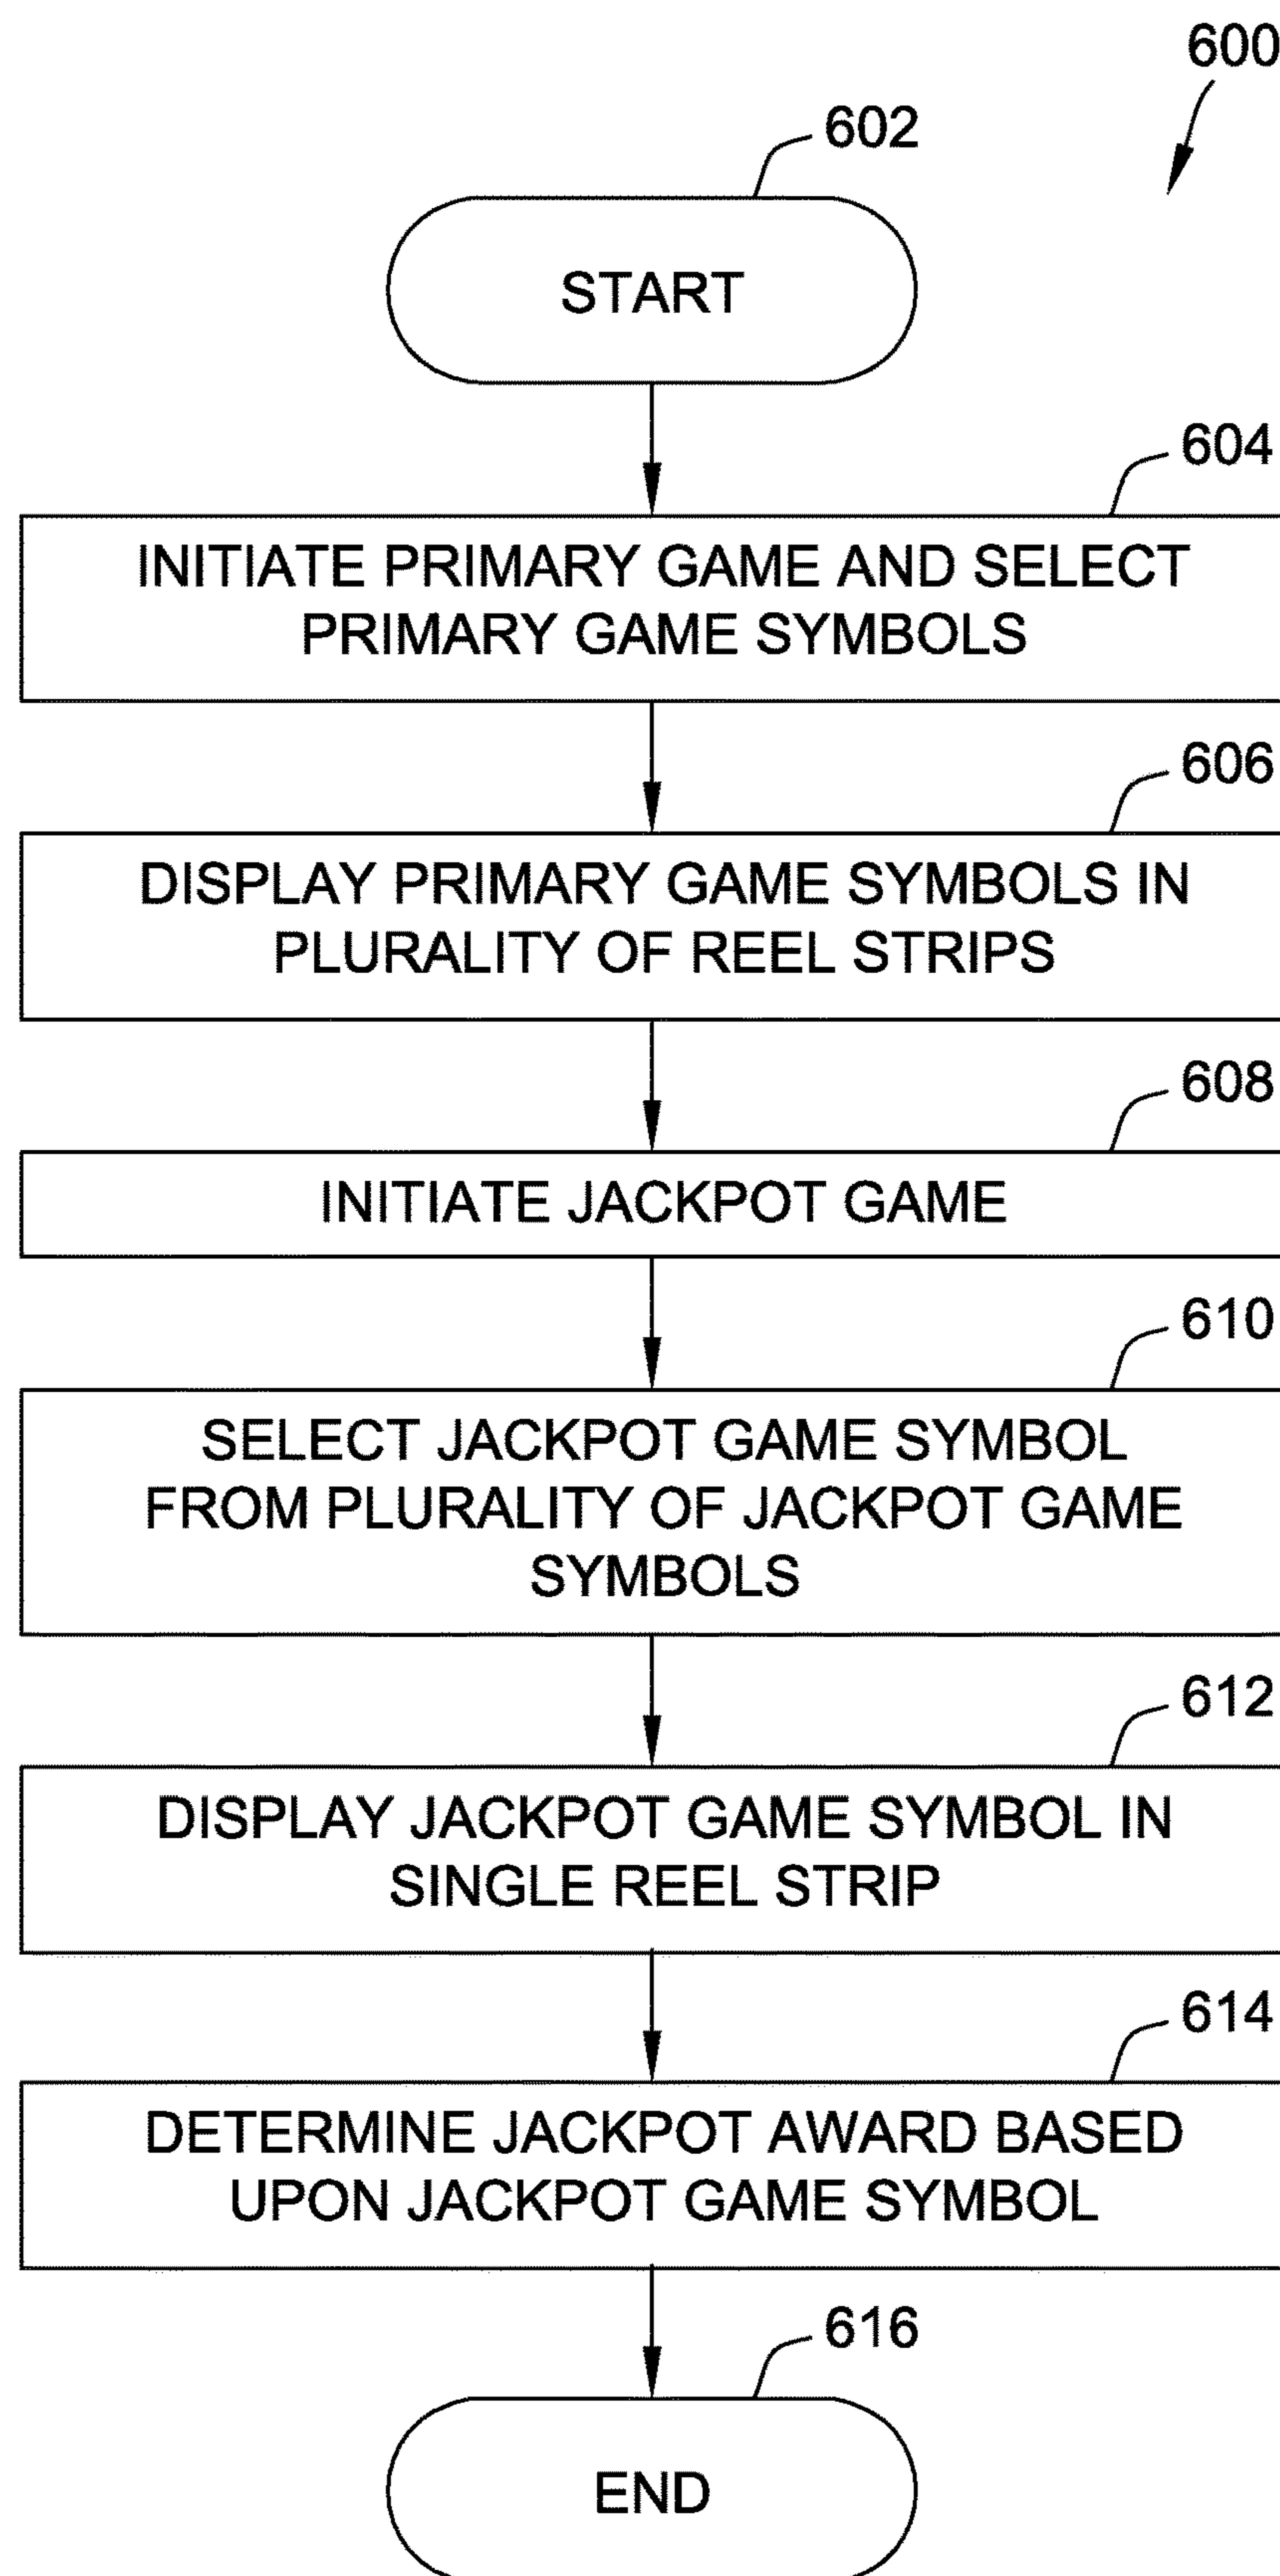 600
602
START
604
INITIATE PRIMARY GAME AND SELECT
PRIMARY GAME SYMBOLS
606
DISPLAY PRIMARY GAME SYMBOLS IN
PLURALITY OF REEL STRIPS
608
INITIATE JACKPOT GAME
610
SELECT JACKPOT GAME SYMBOL
FROM PLURALITY OF JACKPOT GAME
SYMBOLS
612
DISPLAY JACKPOT GAME SYMBOL IN
SINGLE REEL STRIP
614
DETERMINE JACKPOT AWARD BASED
UPON JACKPOT GAME SYMBOL
616
END